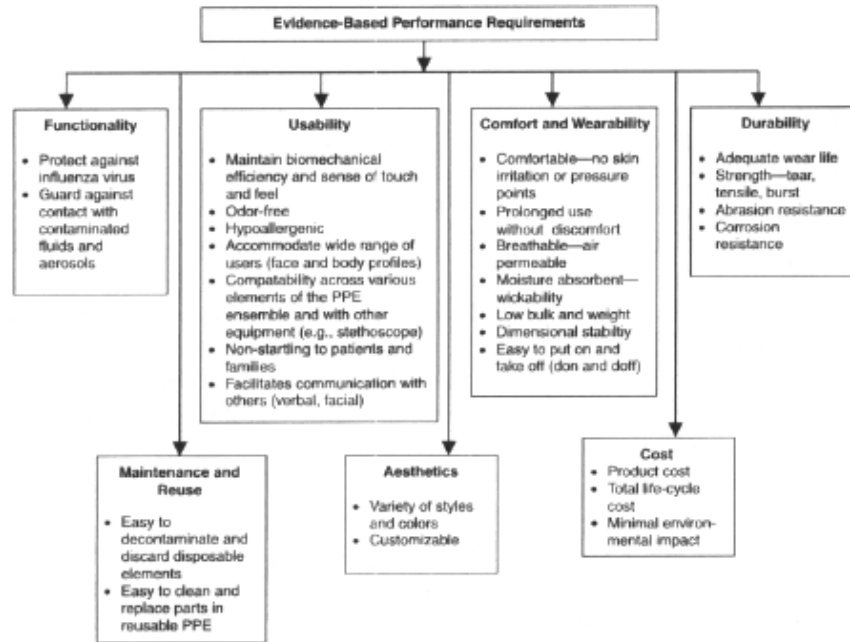 Evidence-Based Performance Requirements
Functionality
• Protect against
influenza virus
• Guard against
contact with
contaminated
fluids and
aerosols
Usability
• Maintain biomechanical
efficiency and sense of touch
and feel
• Odor-free
• Hypoallergenic
• Accommodate wide range of
users (face and body profiles)
• Compatability across various
elements of the PPE
ensemble and with other
equipment (e.g., stethoscope)
• Non-startling to patients and
families
• Facilitates communication with
others (verbal, facial)
Comfort and Wearability
• Comfortable—no skin
irritation or pressure
points
• Prolonged use
without discomfort
• Breathable—air
permeable
• Moisture absorbent—
wickability
• Low bulk and weight
• Dimensional stabiltiy
• Easy to put on and
take off (don and doff)
Durability
• Adequate wear life
• Strength—tear,
tensile, burst
• Abrasion resistance
• Corrosion
resistance
Maintenance and
Reuse
• Easy to
decontaminate and
discard disposable
elements
• Easy to clean and
replace parts in
reusable PPE
Aesthetics
• Variety of styles
and colors
• Customizable
Cost
• Product cost
• Total life-cycle
cost
• Minimal environ-
mental impact